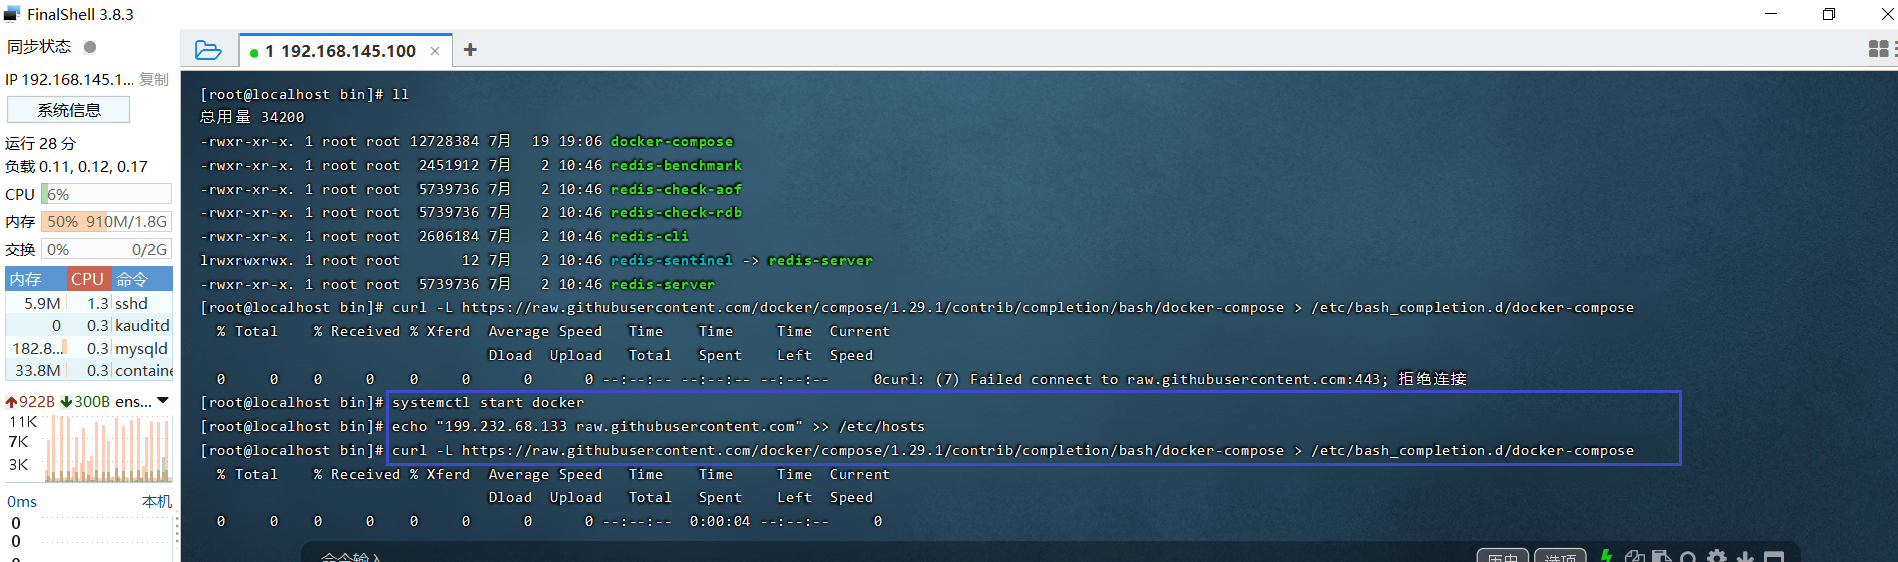 FinalShell 3.8.3
同步状态
IP 192.168.145.1... 复制
系统信息
运行 28 分
负载 0.11, 0.12, 0.17
CPU 6%
内存 50% 910M/1.8G
交换 0% 0/2G
内存 CPU 命令
5.9M 1.3 sshd
0 0.3 kauditd
182.8... 0.3 mysqld
33.8M 0.3 containe
922B 300B ens...
11K
7K
3K
0ms 本机
0
0
1 192.168.145.100 × +
[root@localhost bin]# ll
总用量 34200
-rwxr-xr-x. 1 root root 12728384 7月 19 19:06 docker-compose
-rwxr-xr-x. 1 root root 2451912 7月 2 10:46 redis-benchmark
-rwxr-xr-x. 1 root root 5739736 7月 2 10:46 redis-check-aof
-rwxr-xr-x. 1 root root 5739736 7月 2 10:46 redis-check-rdb
-rwxr-xr-x. 1 root root 2606184 7月 2 10:46 redis-cli
lrwxrwxrwx. 1 root root 12 7月 2 10:46 redis-sentinel -> redis-server
-rwxr-xr-x. 1 root root 5739736 7月 2 10:46 redis-server
[root@localhost bin]# curl -L https://raw.githubusercontent.com/docker/compose/1.29.1/contrib/completion/bash/docker-compose > /etc/bash_completion.d/docker-compose
% Total % Received % Xferd Average Speed Time Time Time Current
Dload Upload Total Spent Left Speed
0 0 0 0 0 0 0 0 --:--:-- --:--:-- --:--:-- 0curl: (7) Failed connect to raw.githubusercontent.com:443; 拒绝连接
[root@localhost bin]# systemctl start docker
[root@localhost bin]# echo "199.232.68.133 raw.githubusercontent.com" >> /etc/hosts
[root@localhost bin]# curl -L https://raw.githubusercontent.com/docker/compose/1.29.1/contrib/completion/bash/docker-compose > /etc/bash_completion.d/docker-compose
% Total % Received % Xferd Average Speed Time Time Time Current
Dload Upload Total Spent Left Speed
0 0 0 0 0 0 0 0 --:--:-- 0:00:04 --:--:-- 0
命令输入
历史 选项